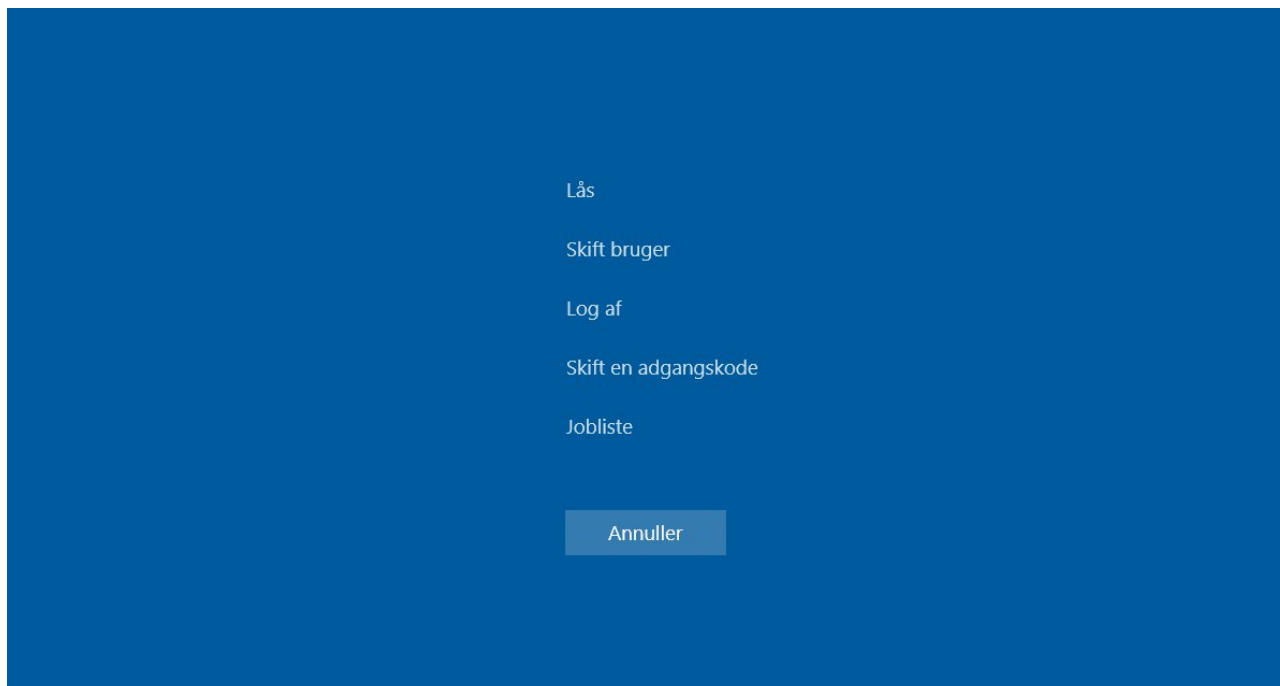 Lås
Skift bruger
Log af
Skift en adgangskode
Jobliste
Annuller